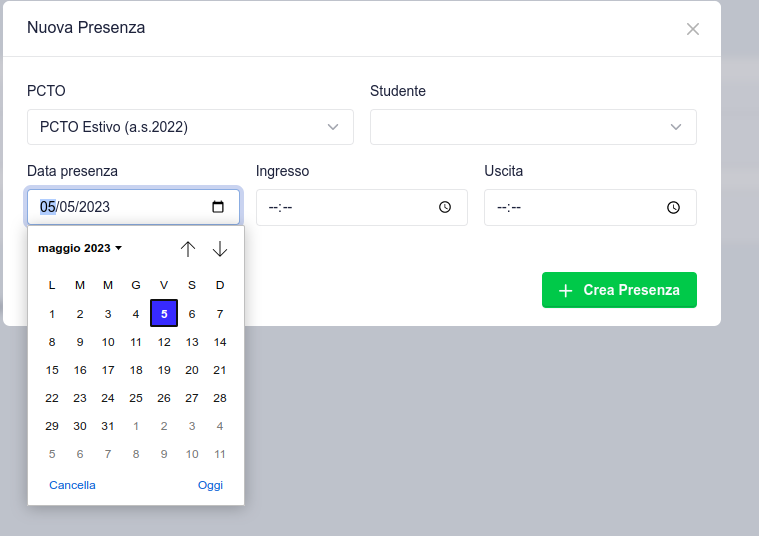 Nuova Presenza
PCTO Studente
PCTO Estivo (a.s.2022)
Data presenza Ingresso Uscita
05/05/2023 --:-- --:--
maggio 2023
L M M G V S D
1 2 3 4 5 6 7
8 9 10 11 12 13 14
15 16 17 18 19 20 21
22 23 24 25 26 27 28
29 30 31 1 2 3 4
5 6 7 8 9 10 11
Cancella Oggi
Crea Presenza